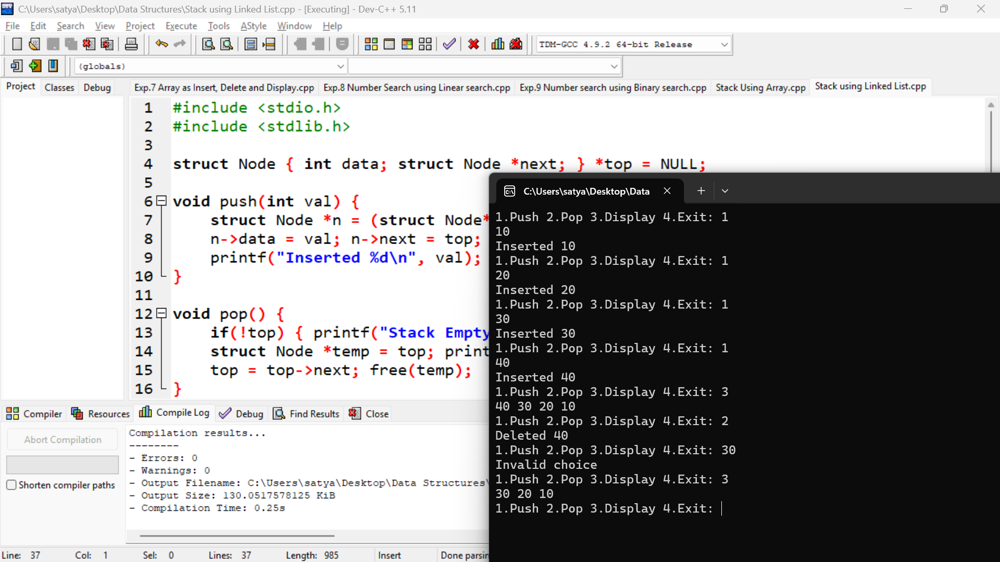 C:\Users\satya\Desktop\Data Structures\Stack using Linked List.cpp - [Executing] - Dev-C++ 5.11
File Edit Search View Project Execute Tools AStyle Window Help
TDM-GCC 4.9.2 64-bit Release
(globals)
Project Classes Debug
Exp.7 Array as Insert, Delete and Display.cpp Exp.8 Number Search using Linear search.cpp Exp.9 Number search using Binary search.cpp Stack Using Array.cpp Stack using Linked List.cpp
1 #include <stdio.h>
2 #include <stdlib.h>
3
4 struct Node { int data; struct Node *next; } *top = NULL;
5
6 void push(int val) {
7 struct Node *n = (struct Node*
8 n->data = val; n->next = top;
9 printf("Inserted %d\n", val);
10 }
11
12 void pop() {
13 if(!top) { printf("Stack Empty
14 struct Node *temp = top; print
15 top = top->next; free(temp);
16 }
C:\Users\satya\Desktop\Data
1.Push 2.Pop 3.Display 4.Exit: 1
10
Inserted 10
1.Push 2.Pop 3.Display 4.Exit: 1
20
Inserted 20
1.Push 2.Pop 3.Display 4.Exit: 1
30
Inserted 30
1.Push 2.Pop 3.Display 4.Exit: 1
40
Inserted 40
1.Push 2.Pop 3.Display 4.Exit: 3
40 30 20 10
1.Push 2.Pop 3.Display 4.Exit: 2
Deleted 40
1.Push 2.Pop 3.Display 4.Exit: 30
Invalid choice
1.Push 2.Pop 3.Display 4.Exit: 3
30 20 10
1.Push 2.Pop 3.Display 4.Exit:
Compiler Resources Compile Log Debug Find Results Close
Abort Compilation
Shorten compiler paths
Compilation results...
--------
- Errors: 0
- Warnings: 0
- Output Filename: C:\Users\satya\Desktop\Data Structures\
- Output Size: 130.0517578125 KiB
- Compilation Time: 0.25s
Line: 37 Col: 1 Sel: 0 Lines: 37 Length: 985 Insert Done parsin